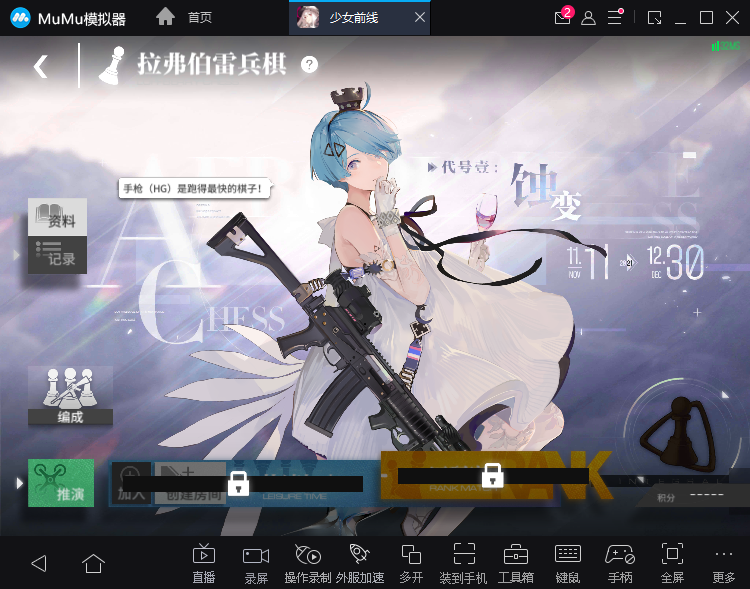 MuMu模拟器
首页
少女前线
2
拉弗伯雷兵棋
?
代号壹：
蚀变
手枪（HG）是跑得最快的棋子！
资料
记录
11.11
NOV
12.30
DEC
CHESS
编成
推演
加入
创建房间
LEISURE TIME
RANK
积分
-----
直播
录屏
操作录制
外服加速
多开
装到手机
工具箱
键鼠
手柄
全屏
更多